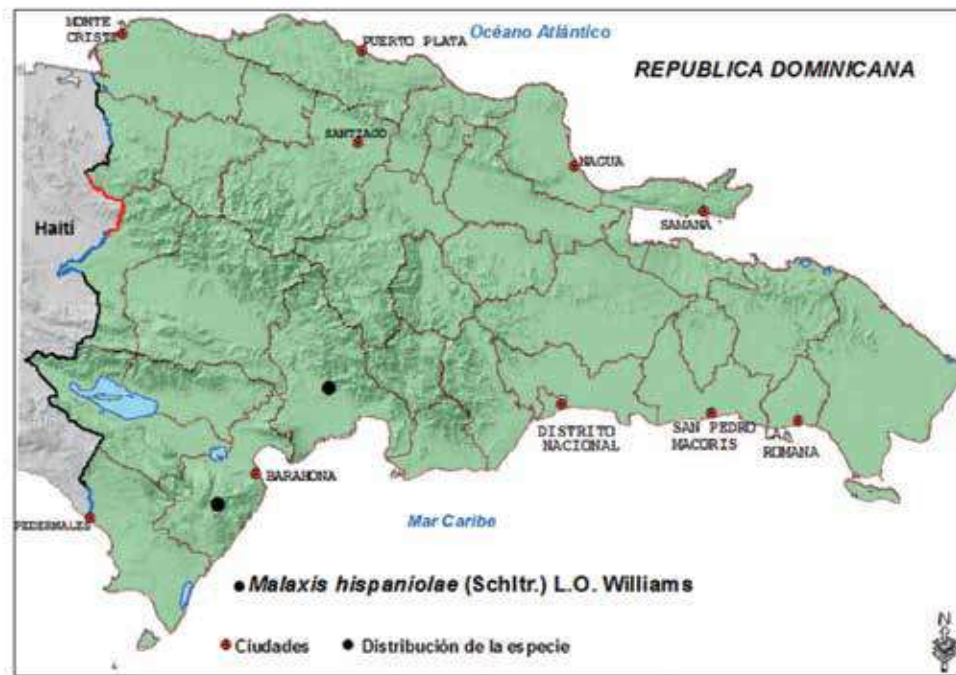 MONTE
CRISTI
PUERTO PLATA
Océano Atlántico
REPUBLICA DOMINICANA
SANTIAGO
NAGUA
SAMANA
Haití
DISTRITO
NACIONAL
SAN PEDRO
MACORIS
LA
ROMANA
BARAHONA
PEDERNALES
Mar Caribe
Malaxis hispaniolae (Schltr.) L.O. Williams
Ciudades
Distribución de la especie
N